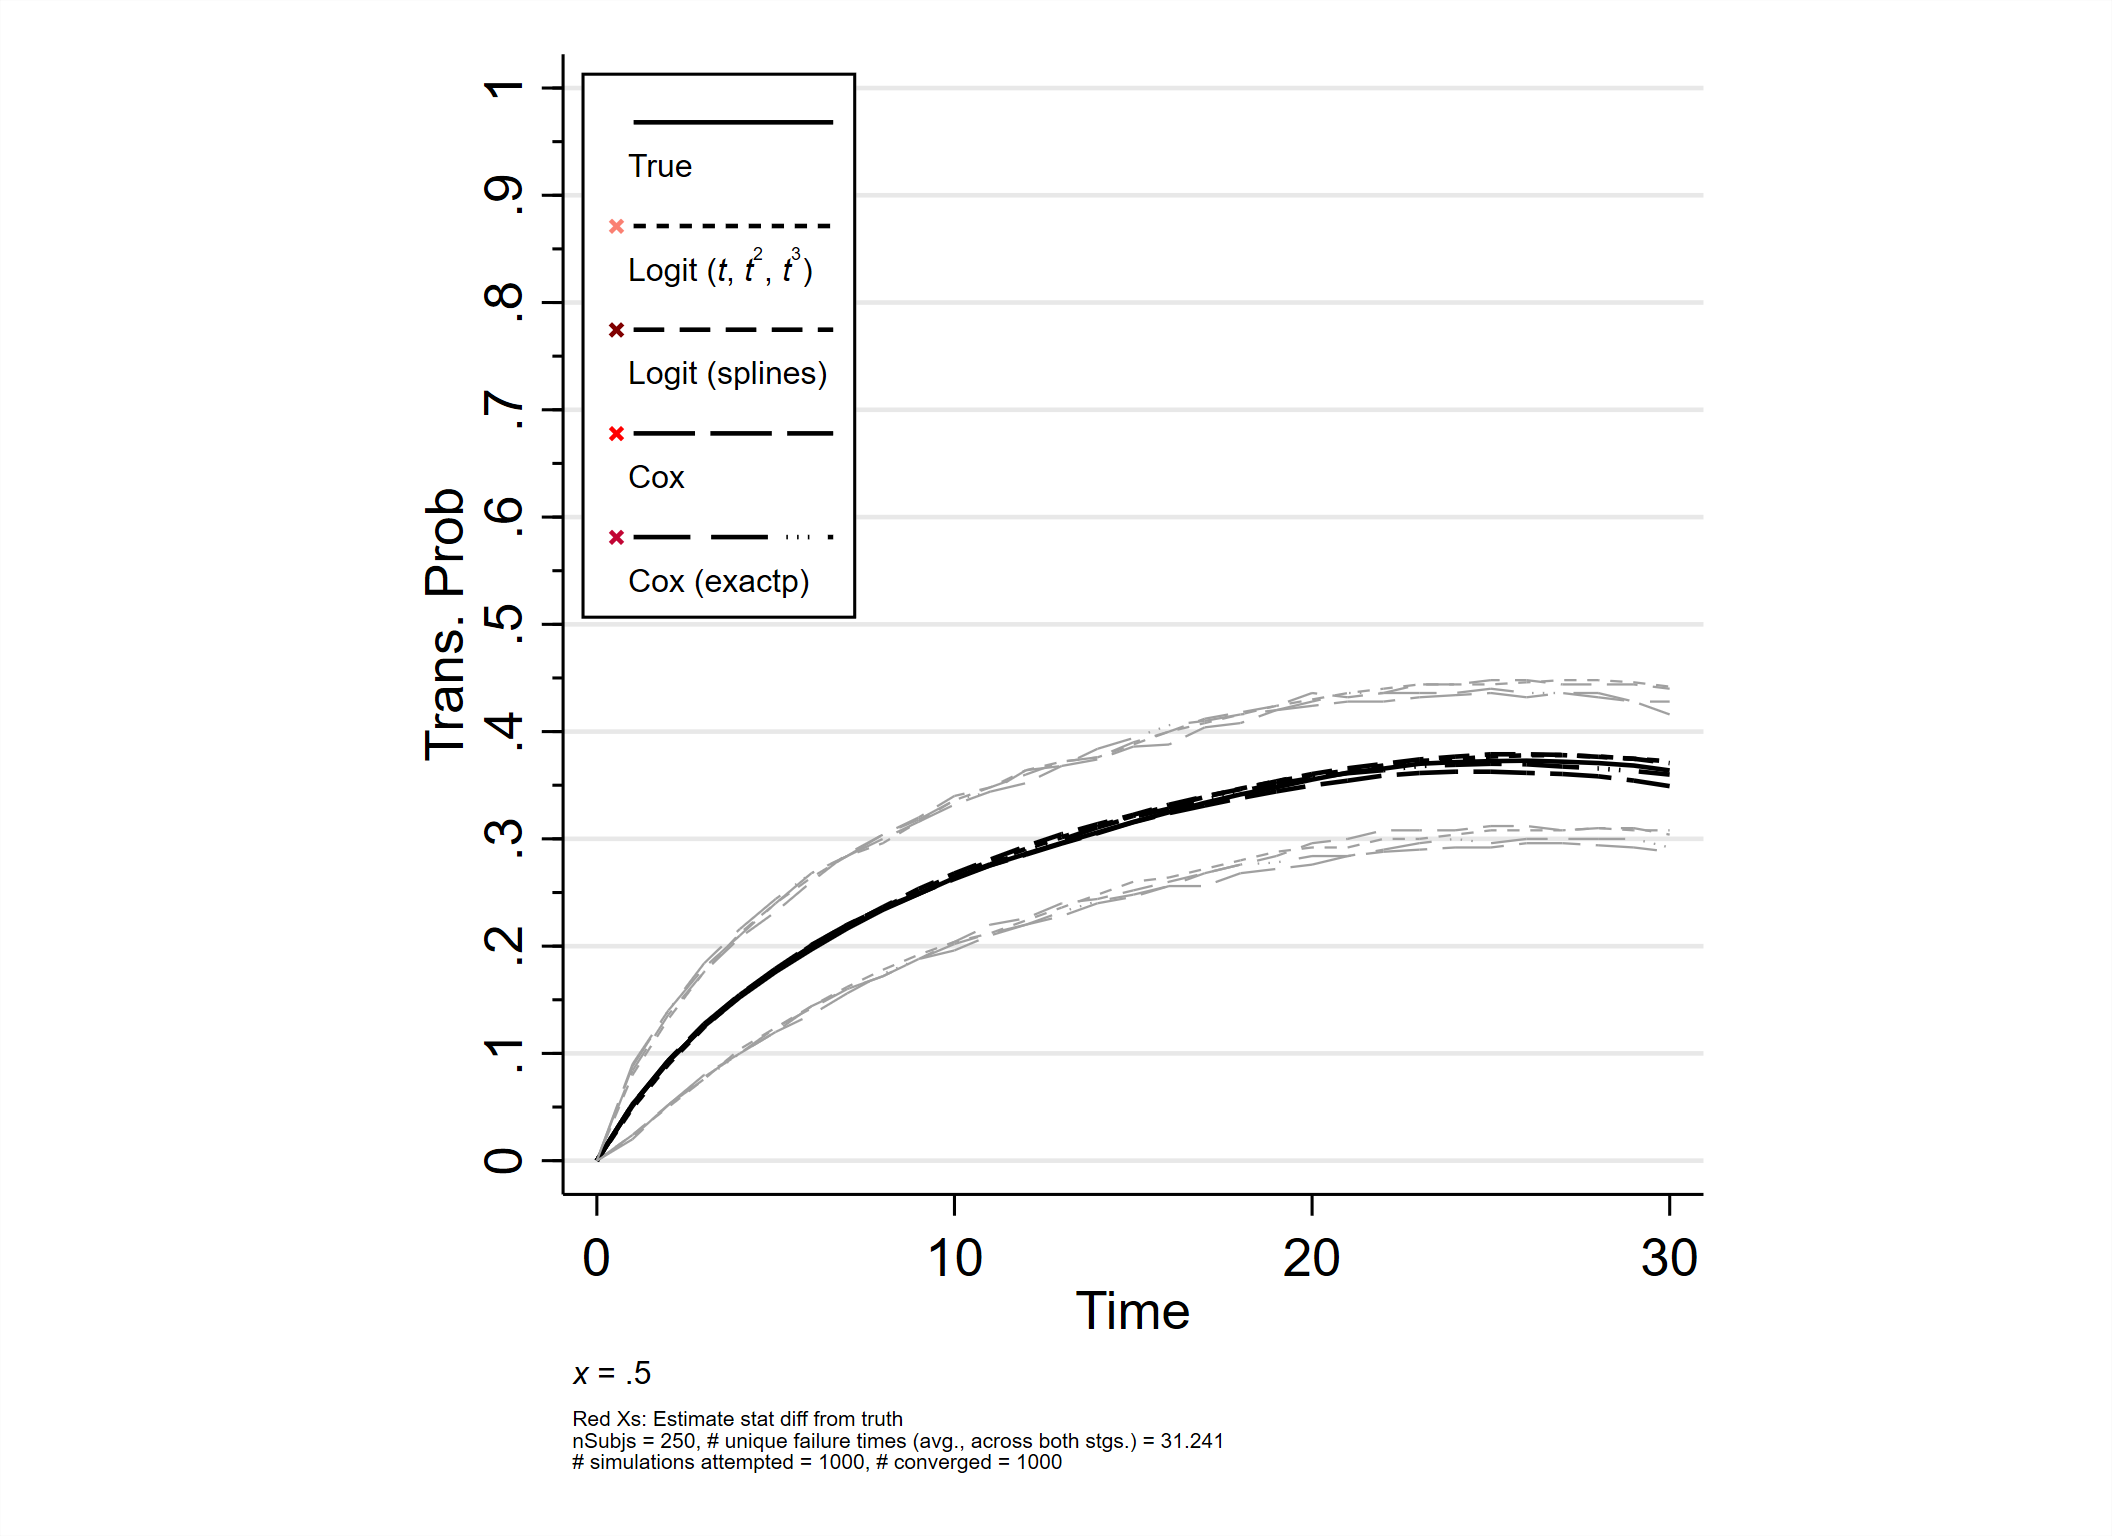 1
.9
.8
.7
.6
.5
.4
.3
.2
.1
0
Trans. Prob
True
Logit (t, t², t³)
Logit (splines)
Cox
Cox (exactp)
0 10 20 30
Time
x = .5
Red Xs: Estimate stat diff from truth
nSubjs = 250, # unique failure times (avg., across both stgs.) = 31.241
# simulations attempted = 1000, # converged = 1000